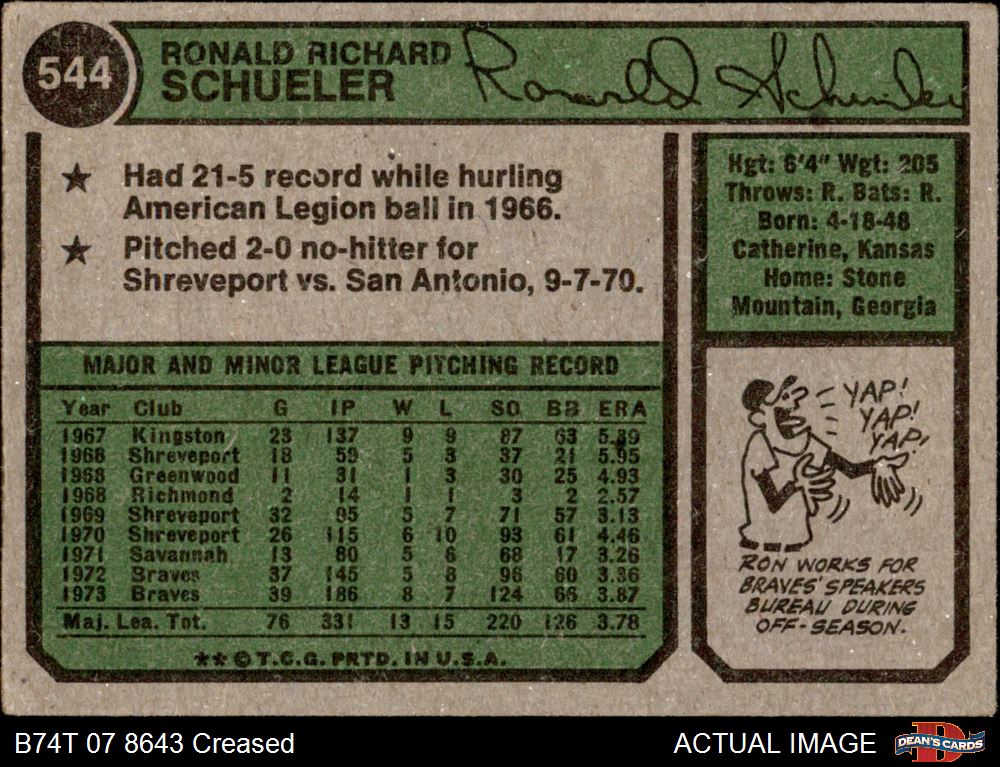 544
RONALD RICHARD
SCHUELER
Ronald Schueler
★ Had 21-5 record while hurling
American Legion ball in 1966.
★ Pitched 2-0 no-hitter for
Shreveport vs. San Antonio, 9-7-70.
Hgt: 6'4" Wgt: 205
Throws: R. Bats: R.
Born: 4-18-48
Catherine, Kansas
Home: Stone
Mountain, Georgia
MAJOR AND MINOR LEAGUE PITCHING RECORD
Year Club G IP W L SO BB ERA
1967 Kingston 23 137 9 9 87 63 5.39
1968 Shreveport 18 59 5 3 37 21 5.95
1968 Greenwood 11 31 1 3 30 25 4.93
1968 Richmond 2 14 1 1 3 2 2.57
1969 Shreveport 32 95 5 7 71 57 3.13
1970 Shreveport 26 115 6 10 93 61 4.46
1971 Savannah 13 80 5 6 68 17 3.26
1972 Braves 37 145 5 8 96 60 3.36
1973 Braves 39 186 8 7 124 66 3.87
Maj. Lea. Tot. 76 331 13 15 220 126 3.78
★★ © T.C.G. PRTD. IN U.S.A.
YAP!
YAP!
YAP!
RON WORKS FOR
BRAVES' SPEAKERS
BUREAU DURING
OFF-SEASON.
B74T 07 8643 Creased
ACTUAL IMAGE
D
DEAN'S CARDS